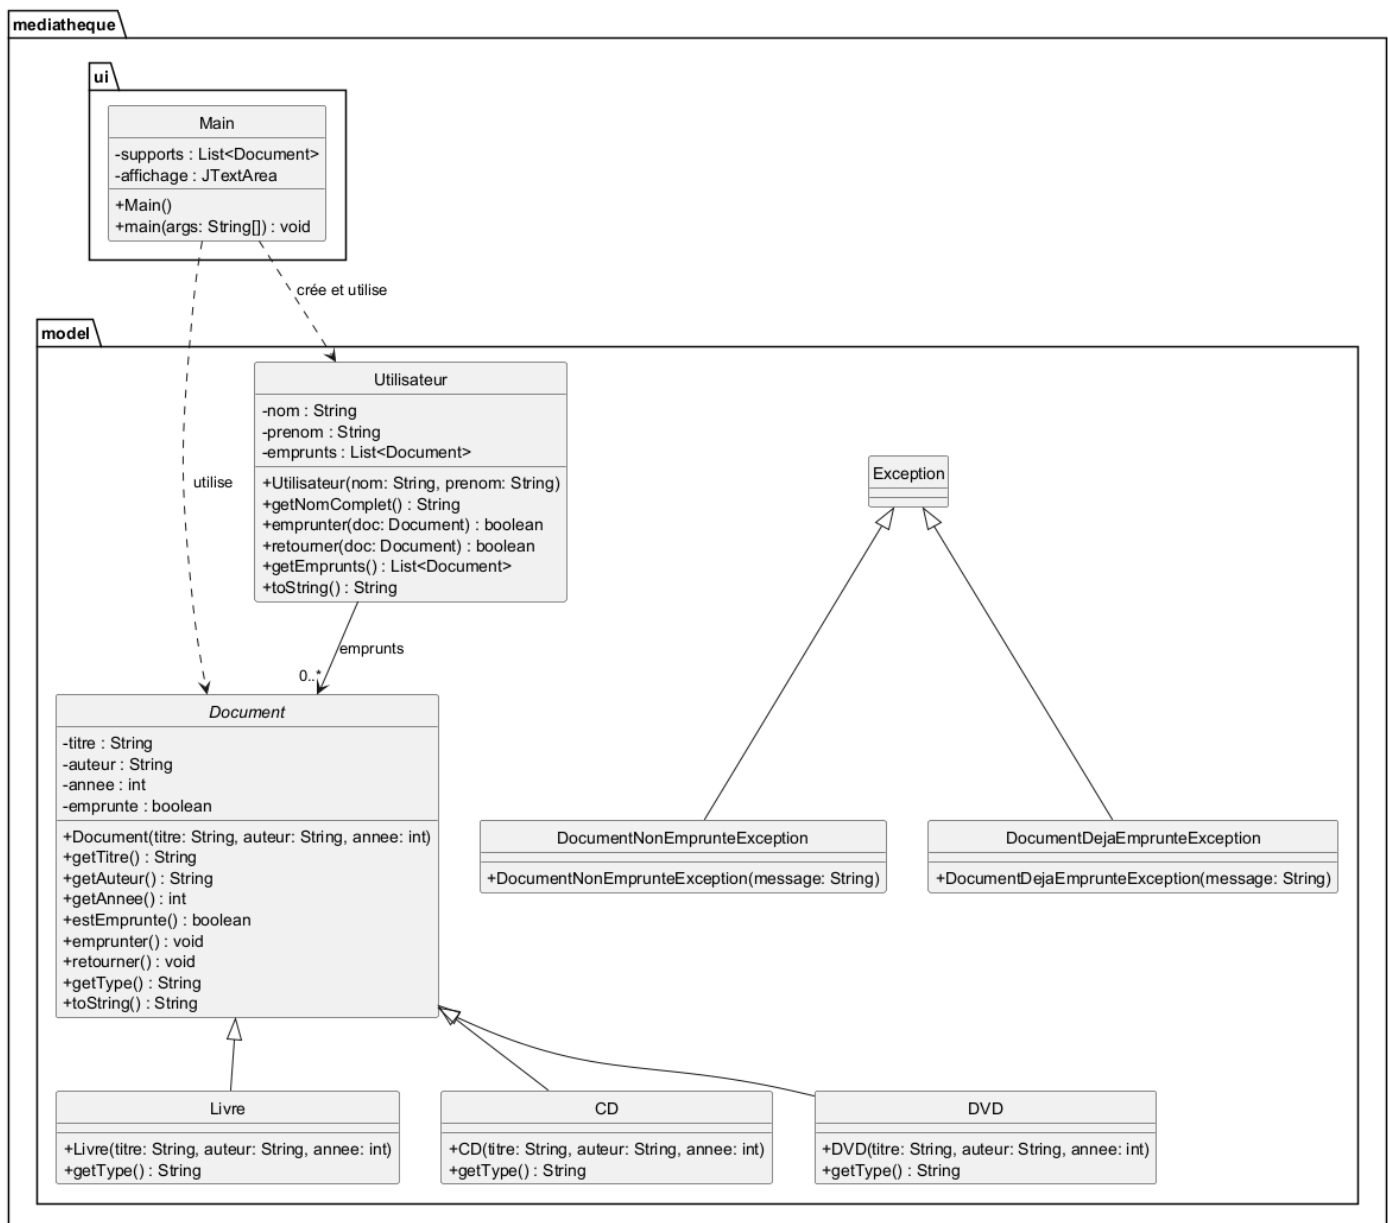 mediatheque
ui
Main
-supports : List<Document>
-affichage : JTextArea
+Main()
+main(args: String[]) : void
crée et utilise
utilise
model
Utilisateur
-nom : String
-prenom : String
-emprunts : List<Document>
+Utilisateur(nom: String, prenom: String)
+getNomComplet() : String
+emprunter(doc: Document) : boolean
+retourner(doc: Document) : boolean
+getEmprunts() : List<Document>
+toString() : String
Exception
emprunts
0..*
Document
-titre : String
-auteur : String
-annee : int
-emprunte : boolean
+Document(titre: String, auteur: String, annee: int)
+getTitre() : String
+getAuteur() : String
+getAnnee() : int
+estEmprunte() : boolean
+emprunter() : void
+retourner() : void
+getType() : String
+toString() : String
DocumentNonEmprunteException
+DocumentNonEmprunteException(message: String)
DocumentDejaEmprunteException
+DocumentDejaEmprunteException(message: String)
Livre
+Livre(titre: String, auteur: String, annee: int)
+getType() : String
CD
+CD(titre: String, auteur: String, annee: int)
+getType() : String
DVD
+DVD(titre: String, auteur: String, annee: int)
+getType() : String